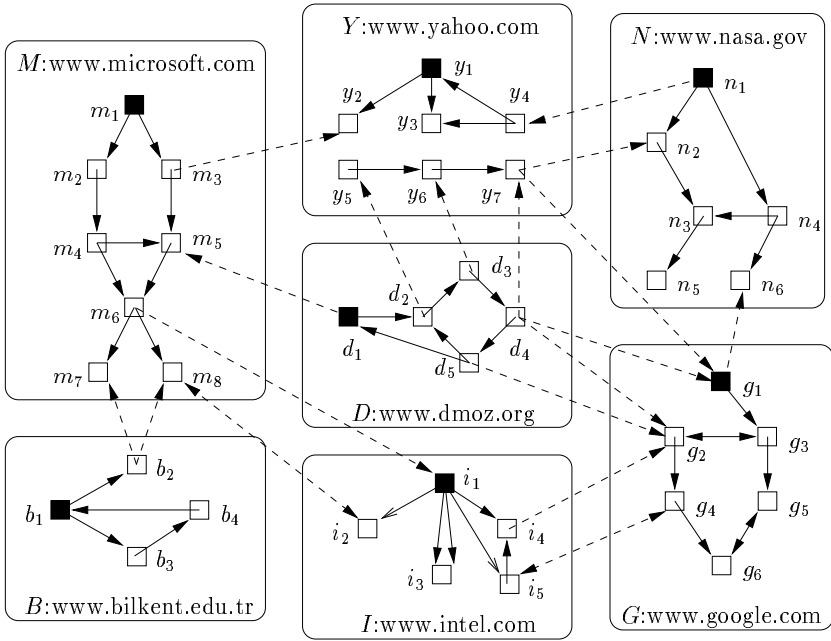 M:www.microsoft.com
m1
m2
m3
m4
m5
m6
m7
m8
Y:www.yahoo.com
y1
y2
y3
y4
y5
y6
y7
N:www.nasa.gov
n1
n2
n3
n4
n5
n6
d1
d2
d3
d4
d5
D:www.dmoz.org
b1
b2
b3
b4
B:www.bilkent.edu.tr
i1
i2
i3
i4
i5
I:www.intel.com
g1
g2
g3
g4
g5
g6
G:www.google.com